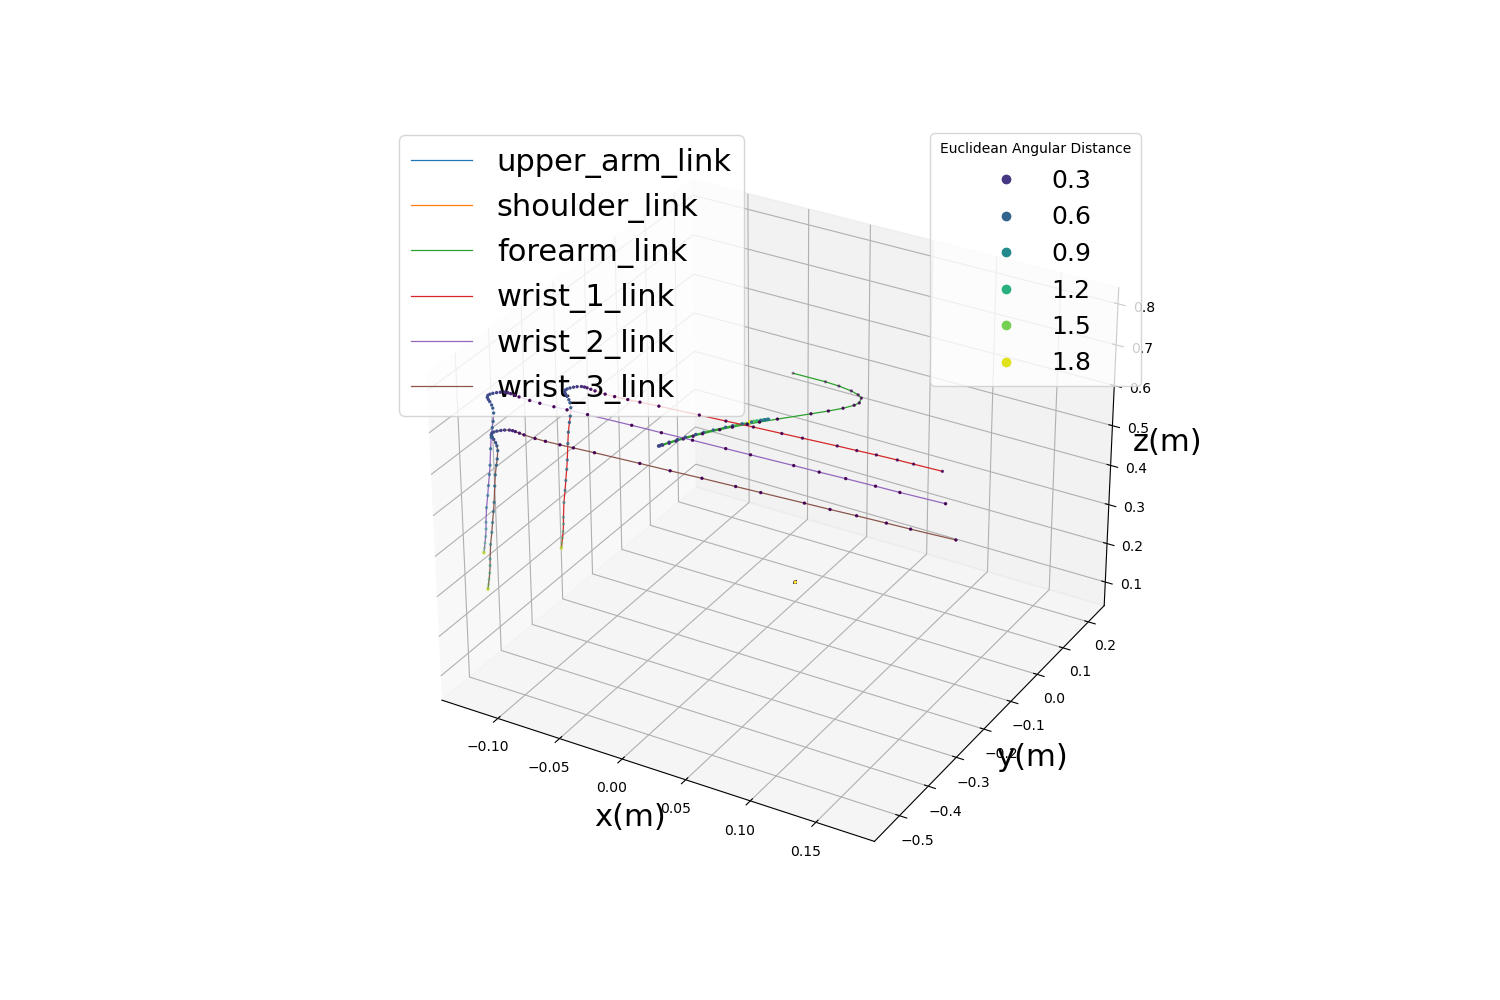 upper_arm_link
shoulder_link
forearm_link
wrist_1_link
wrist_2_link
wrist_3_link
Euclidean Angular Distance
0.3
0.6
0.9
1.2
1.5
1.8
0.8
0.7
0.6
0.5
0.4
0.3
0.2
0.1
z(m)
0.2
0.1
0.0
−0.1
−0.2
−0.3
−0.4
−0.5
y(m)
−0.10
−0.05
0.00
0.05
0.10
0.15
x(m)